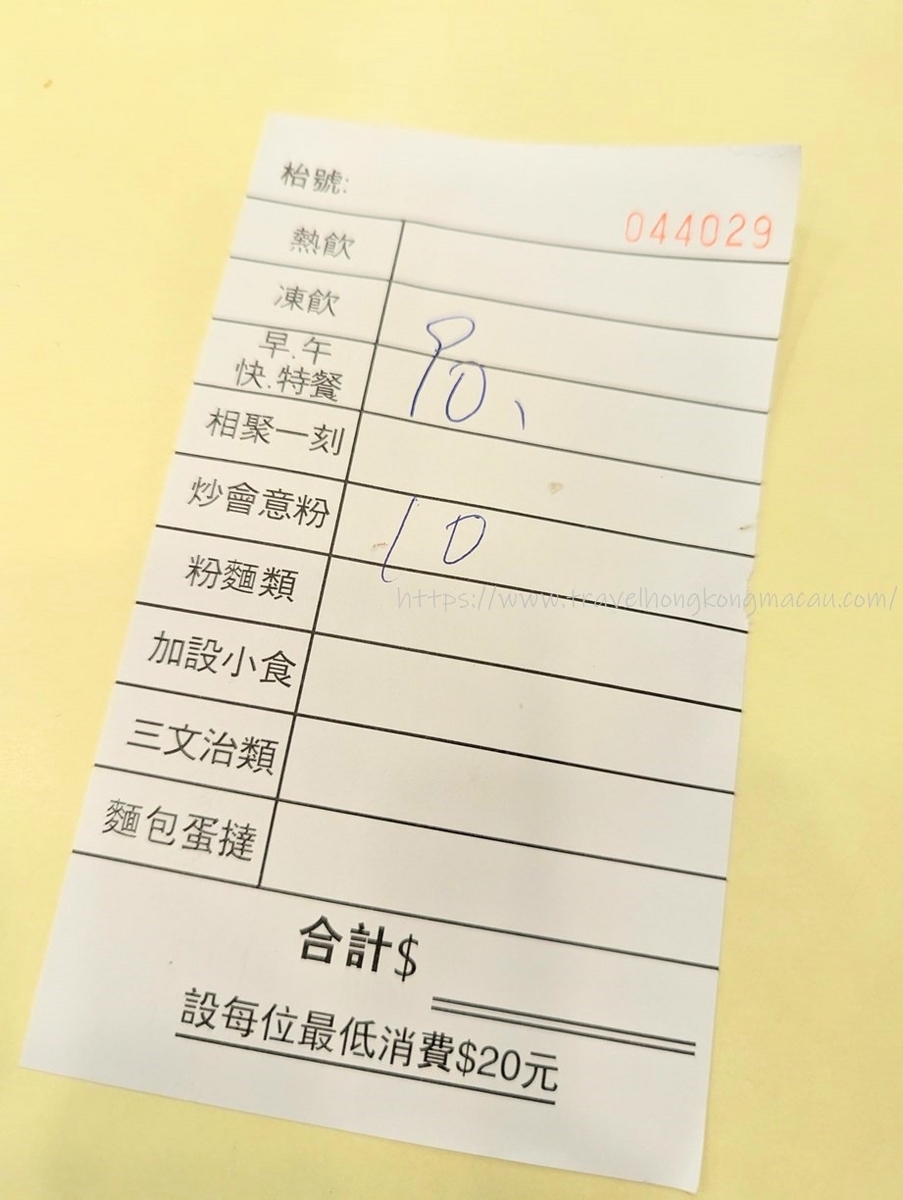 枱號:
044029
熱飲
凍飲
早.午
快.特餐
90、
相聚一刻
炒會意粉
10
粉麵類
https://www.travelhongkongmacau.com/
加設小食
三文治類
麵包蛋撻
合計$
設每位最低消費$20元